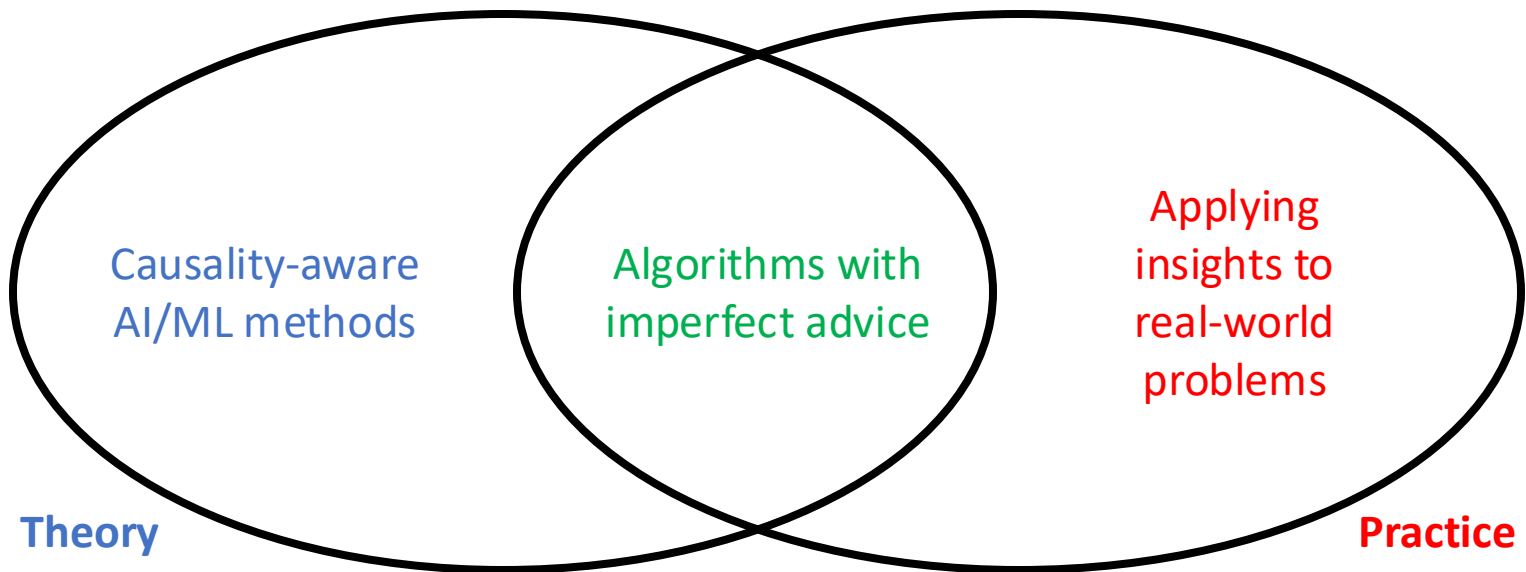 Causality-aware
AI/ML methods
Algorithms with
imperfect advice
Applying
insights to
real-world
problems
Theory
Practice